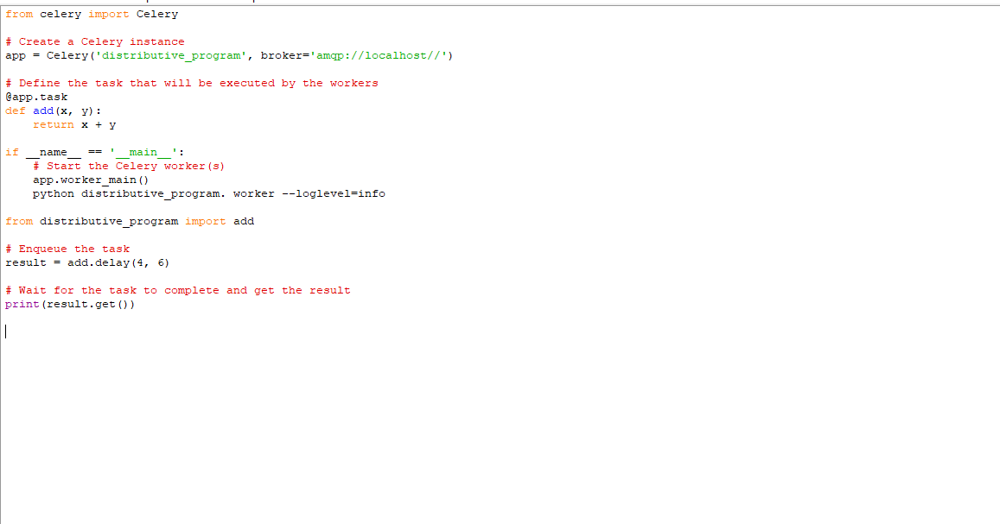 from celery import Celery
# Create a Celery instance
app = Celery('distributive_program', broker='amqp://localhost//')
# Define the task that will be executed by the workers
@app.task
def add(x, y):
    return x + y
if __name__ == '__main__':
    # Start the Celery worker(s)
    app.worker_main()
    python distributive_program. worker --loglevel=info
from distributive_program import add
# Enqueue the task
result = add.delay(4, 6)
# Wait for the task to complete and get the result
print(result.get())